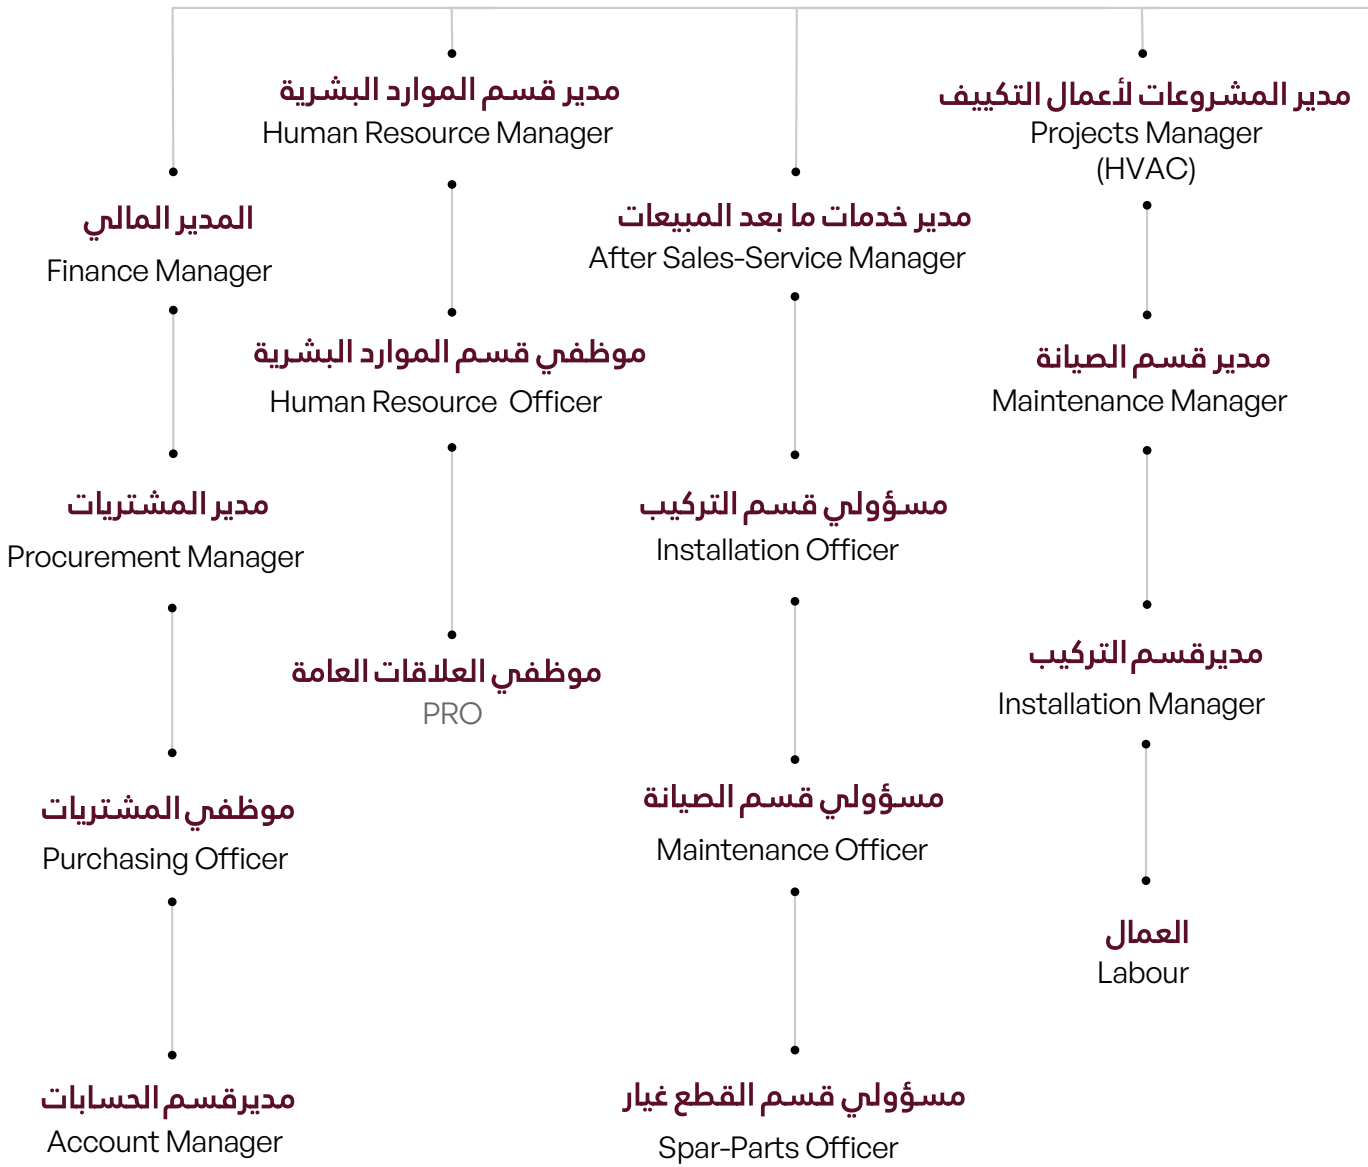 المدير المالي
Finance Manager
مدير المشتريات
Procurement Manager
موظفي المشتريات
Purchasing Officer
مديرقسم الحسابات
Account Manager
مدير قسم الموارد البشرية
Human Resource Manager
موظفي قسم الموارد البشرية
Human Resource Officer
موظفي العلاقات العامة
PRO
مدير خدمات ما بعد المبيعات
After Sales-Service Manager
مسؤولي قسم التركيب
Installation Officer
مسؤولي قسم الصيانة
Maintenance Officer
مسؤولي قسم القطع غيار
Spar-Parts Officer
مدير المشروعات لأعمال التكييف
Projects Manager
(HVAC)
مدير قسم الصيانة
Maintenance Manager
مديرقسم التركيب
Installation Manager
العمال
Labour